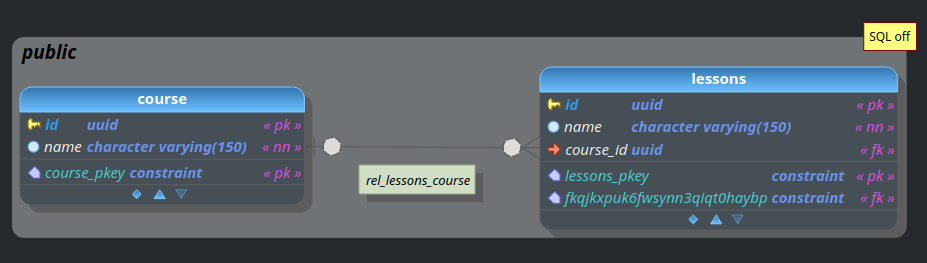 SQL off
public
course
id uuid « pk »
name character varying(150) « nn »
course_pkey constraint « pk »
rel_lessons_course
lessons
id uuid « pk »
name character varying(150) « nn »
course_id uuid « fk »
lessons_pkey constraint « pk »
fkqjkxpuk6fwsynn3qiqt0haybp constraint « fk »